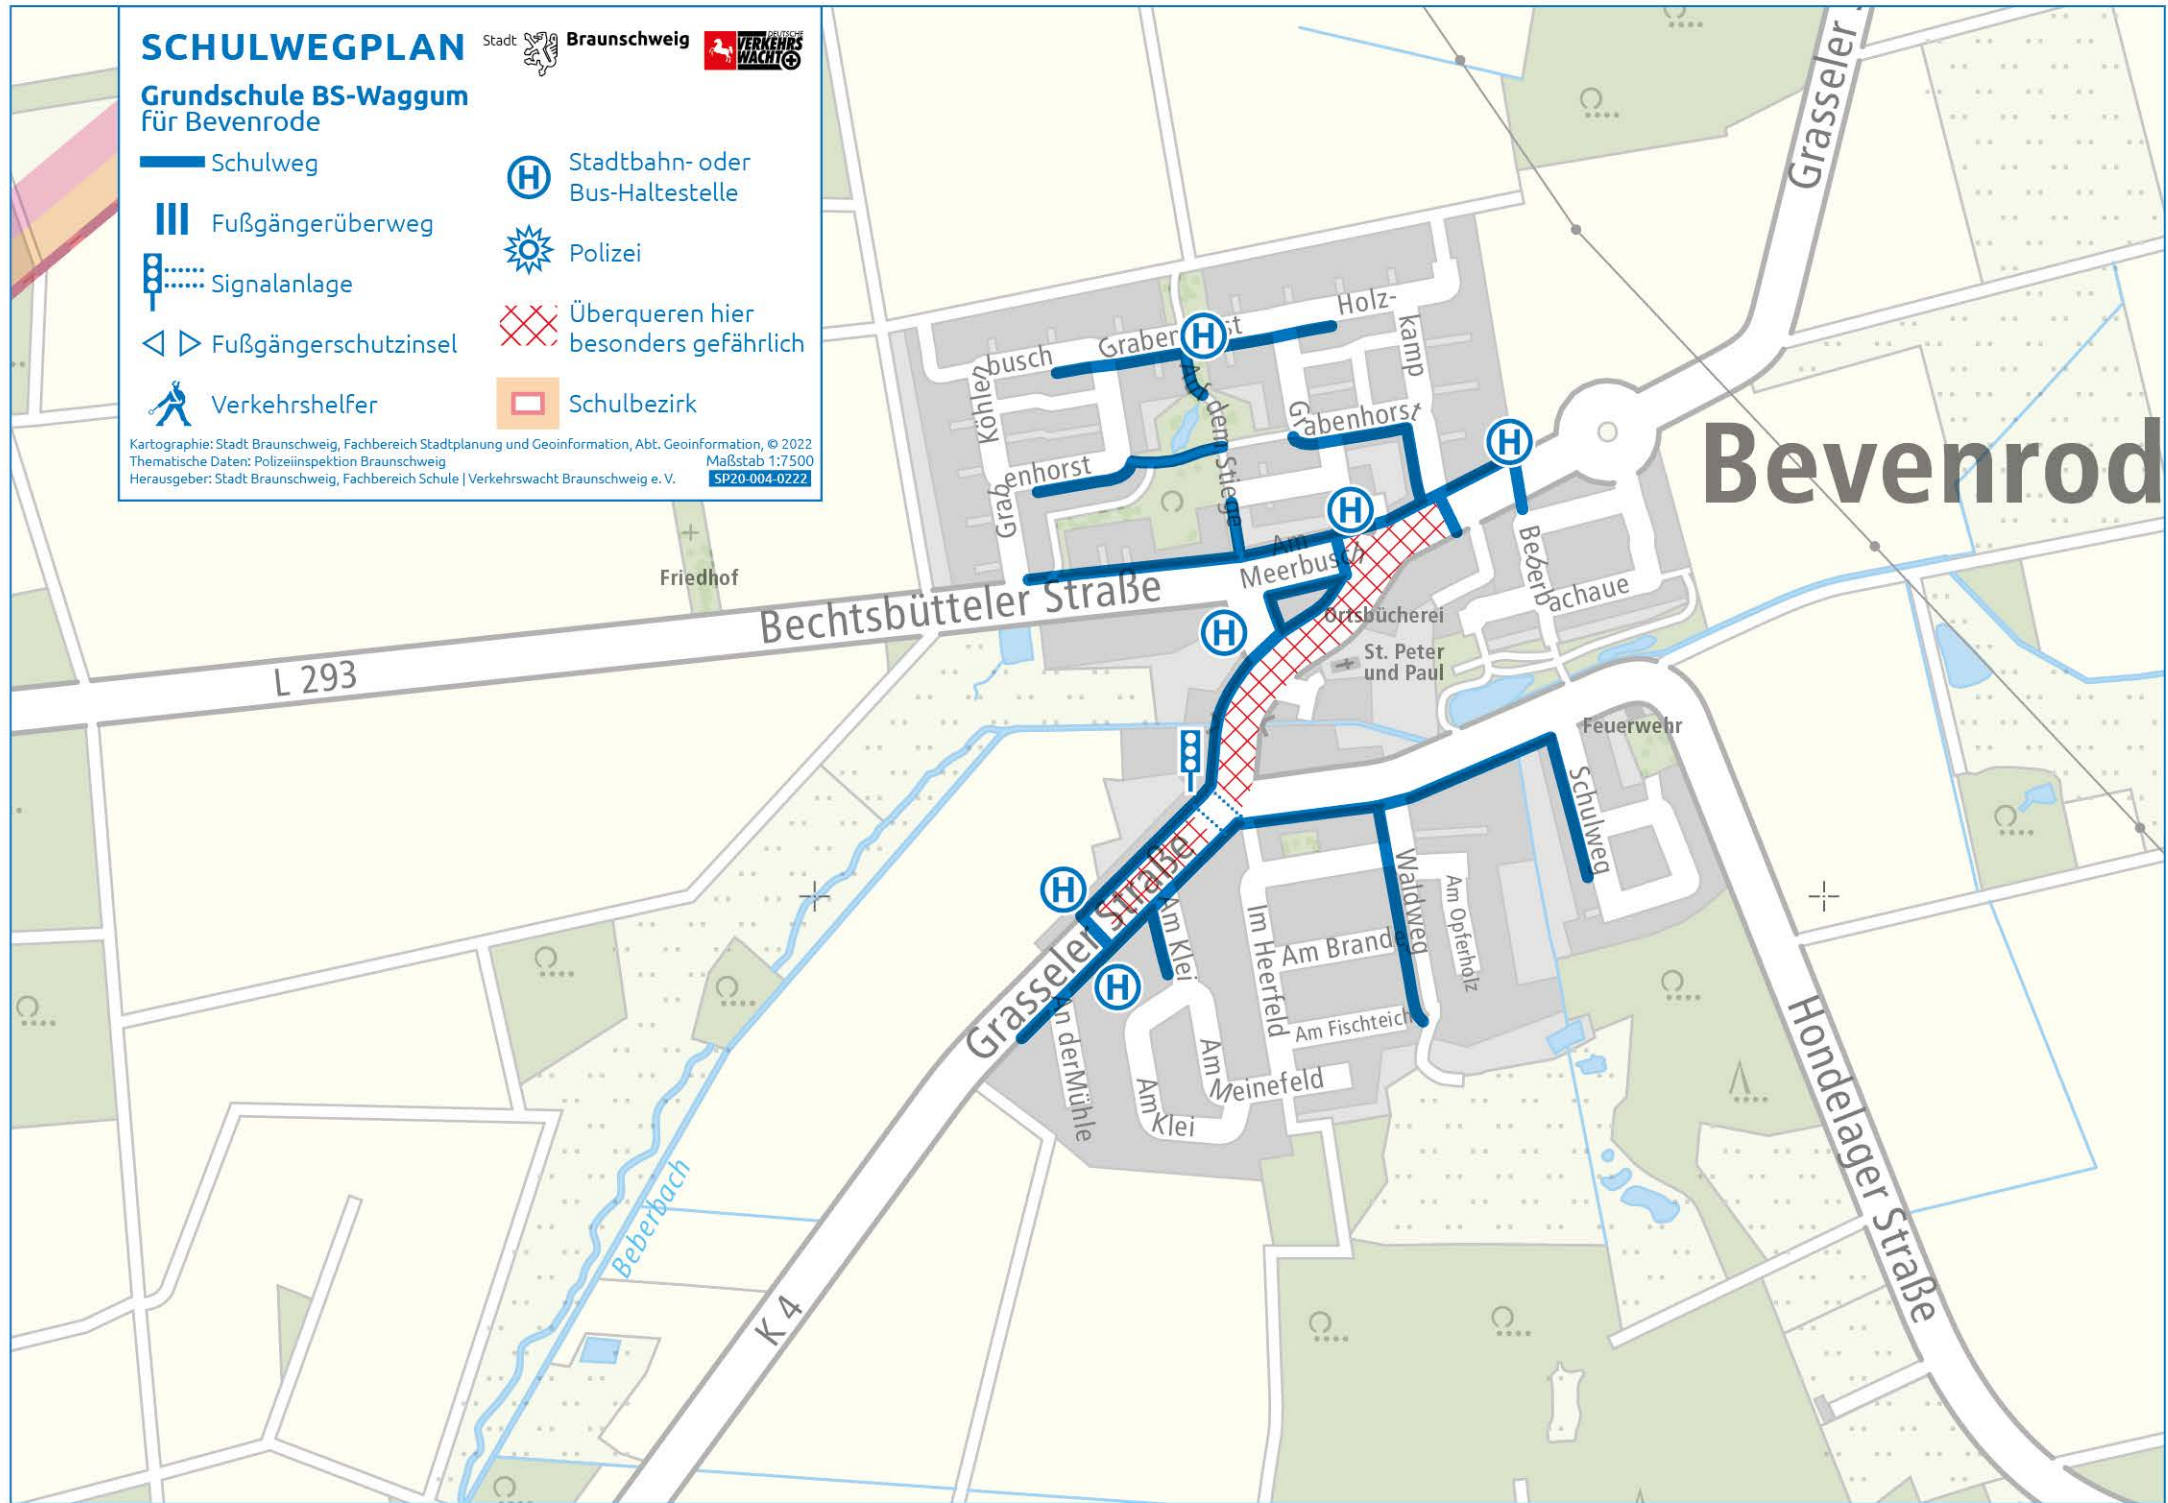 SCHULWEGPLAN
Stadt Braunschweig
DEUTSCHE
VERKEHRS
WACHT
Grundschule BS-Waggum
für Bevenrode
Schulweg
Fußgängerüberweg
Signalanlage
Fußgängerschutzinsel
Verkehrshelfer
H
Stadtbahn- oder
Bus-Haltestelle
Polizei
Überqueren hier
besonders gefährlich
Schulbezirk
Kartographie: Stadt Braunschweig, Fachbereich Stadtplanung und Geoinformation, Abt. Geoinformation, © 2022
Thematische Daten: Polizeiinspektion Braunschweig
Maßstab 1:7500
Herausgeber: Stadt Braunschweig, Fachbereich Schule | Verkehrswacht Braunschweig e. V.
SP20-004-0222
Grasseler
Holz-
kamp
H
busch
Köhlen
Auf dem Stiege
Grabenhorst
H
Bevenrod
Grabenhorst
H
Am
Meerbusch
Beberbachaue
Friedhof
Bechtsbütteler Straße
L 293
H
Ortsbücherei
St. Peter
und Paul
Feuerwehr
Schulweg
H
Grasseler Straße
H
Am Klei
Im Heerfeld
Am Brande
Waldweg
Am Opferholz
Am Fischteich
An der Mühle
Am
Meinefeld
Am
Klei
Hondelager Straße
Beberbach
K 4